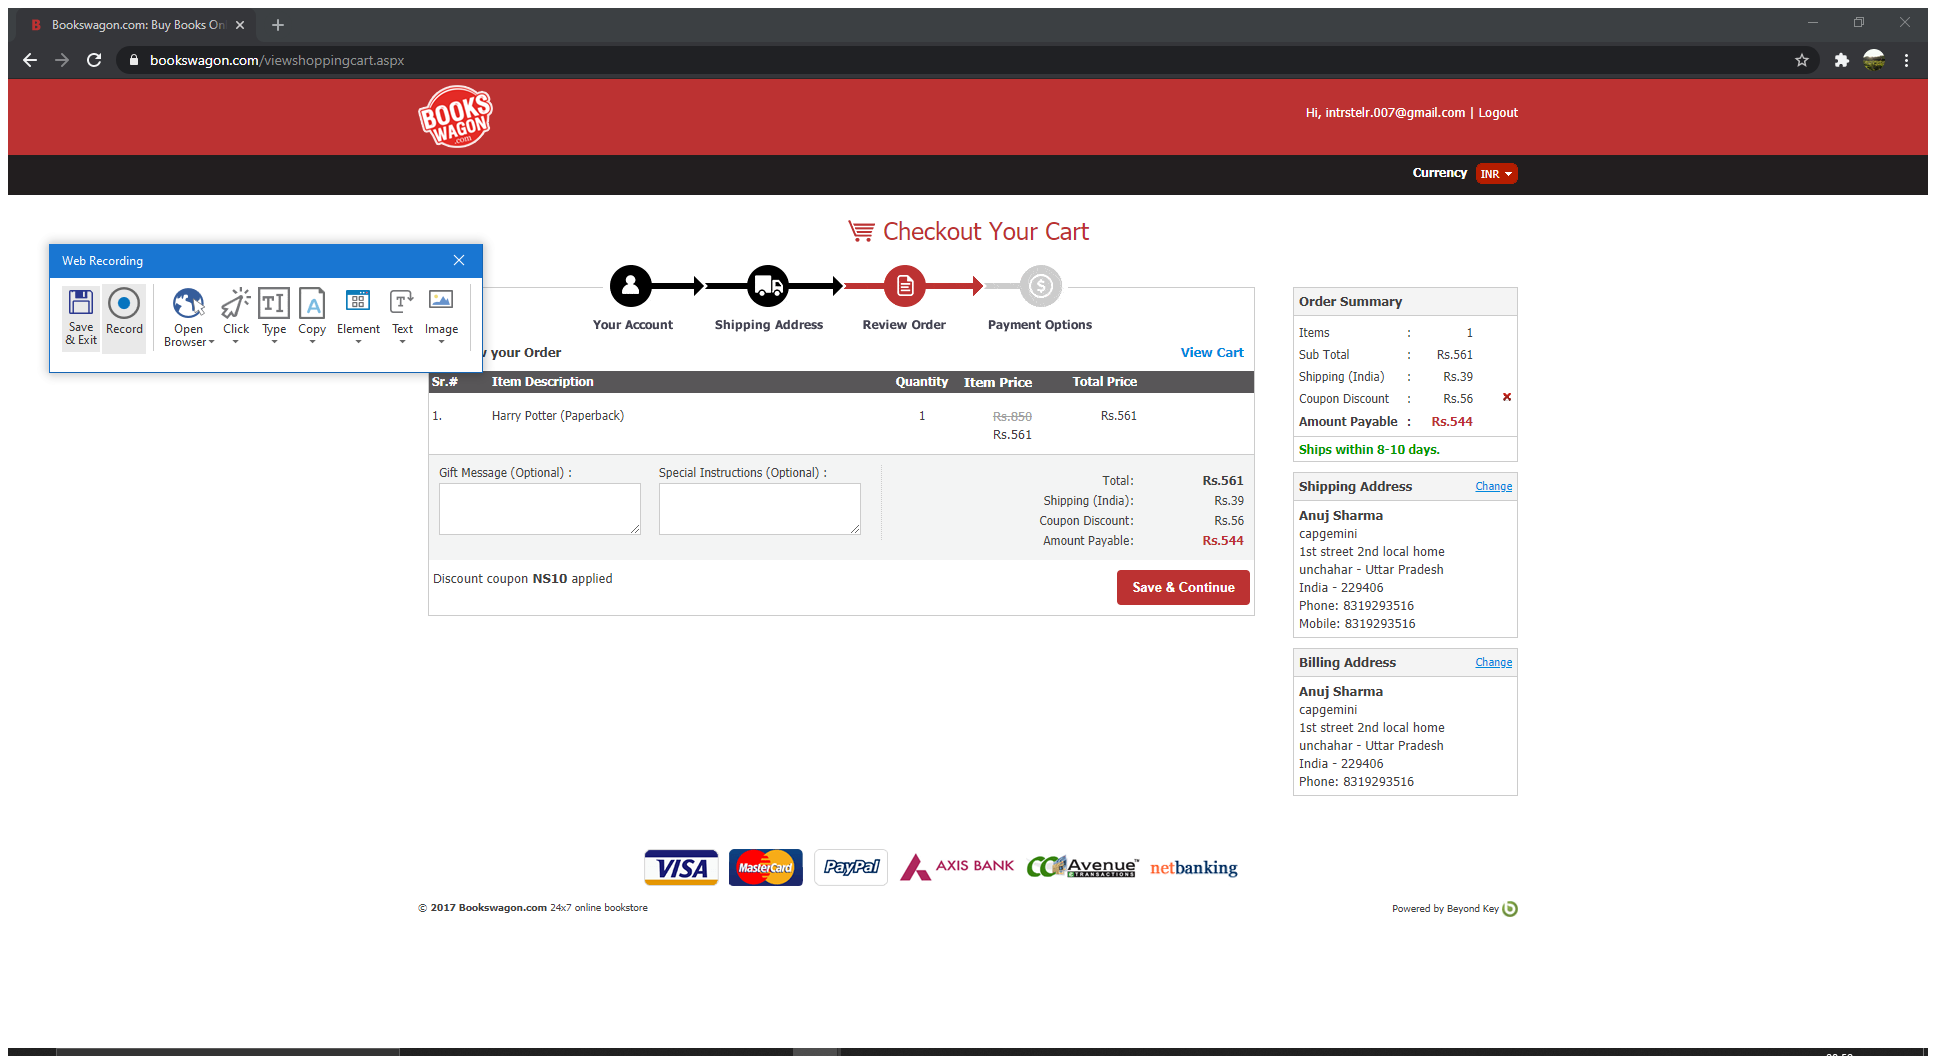 B Bookswagon.com: Buy Books On
bookswagon.com/viewshoppingcart.aspx
BOOKS
WAGON
.com
Hi, intrstelr.007@gmail.com | Logout
Currency INR
Checkout Your Cart
Web Recording
Save & Exit
Record
Open Browser
Click
Type
Copy
Element
Text
Image
Your Account
Shipping Address
Review Order
Payment Options
your Order
View Cart
Sr.# Item Description Quantity Item Price Total Price
1. Harry Potter (Paperback) 1 Rs.850 Rs.561
Rs.561
Gift Message (Optional) :
Special Instructions (Optional) :
Total: Rs.561
Shipping (India): Rs.39
Coupon Discount: Rs.56
Amount Payable: Rs.544
Discount coupon NS10 applied
Save & Continue
Order Summary
Items : 1
Sub Total : Rs.561
Shipping (India) : Rs.39
Coupon Discount : Rs.56
Amount Payable : Rs.544
Ships within 8-10 days.
Shipping Address Change
Anuj Sharma
capgemini
1st street 2nd local home
unchahar - Uttar Pradesh
India - 229406
Phone: 8319293516
Mobile: 8319293516
Billing Address Change
Anuj Sharma
capgemini
1st street 2nd local home
unchahar - Uttar Pradesh
India - 229406
Phone: 8319293516
VISA
MasterCard
PayPal
AXIS BANK
CCAvenue™
E TRANSACTIONS
netbanking
© 2017 Bookswagon.com 24x7 online bookstore
Powered by Beyond Key